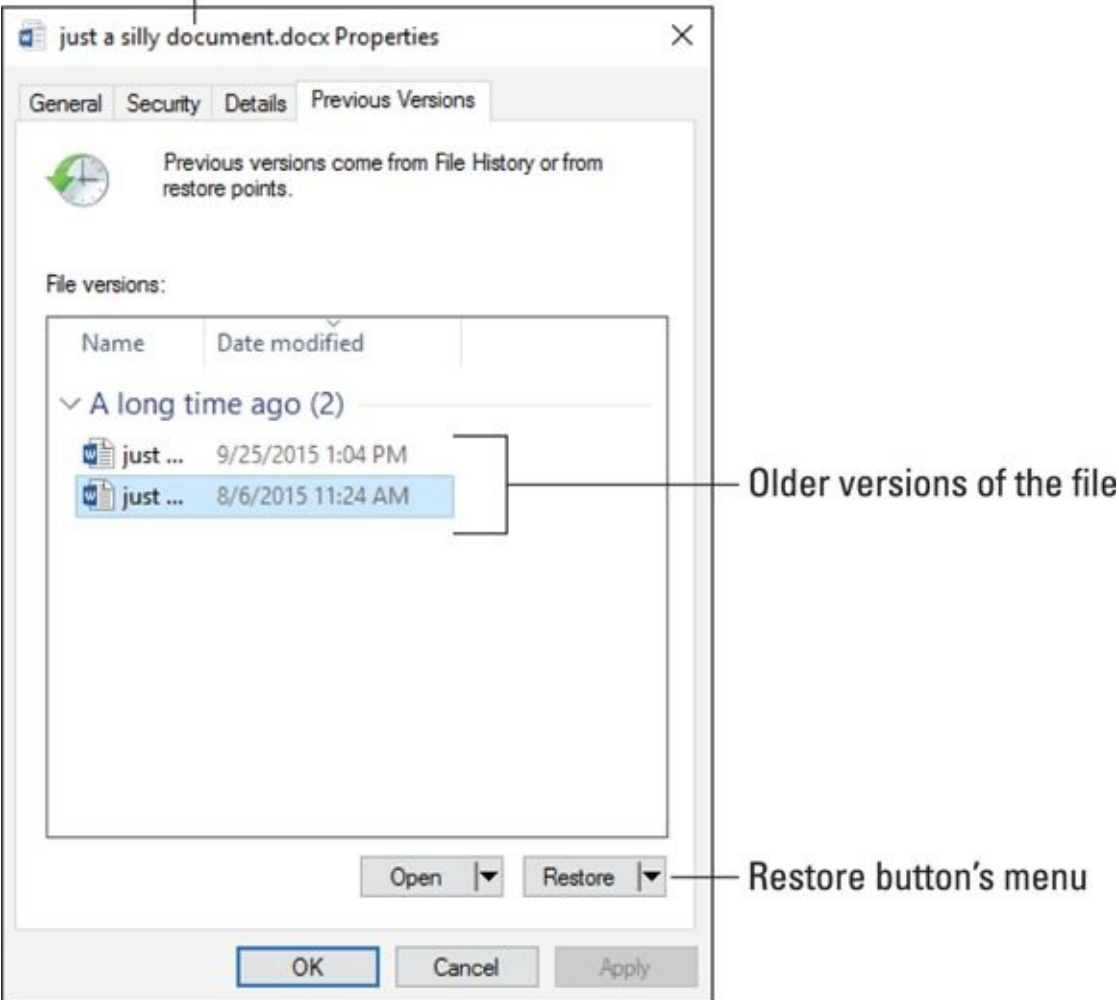 just a silly document.docx Properties
General Security Details Previous Versions
Previous versions come from File History or from
restore points.
File versions:
Name Date modified
A long time ago (2)
just ... 9/25/2015 1:04 PM
just ... 8/6/2015 11:24 AM
Older versions of the file
Open Restore
Restore button's menu
OK Cancel Apply